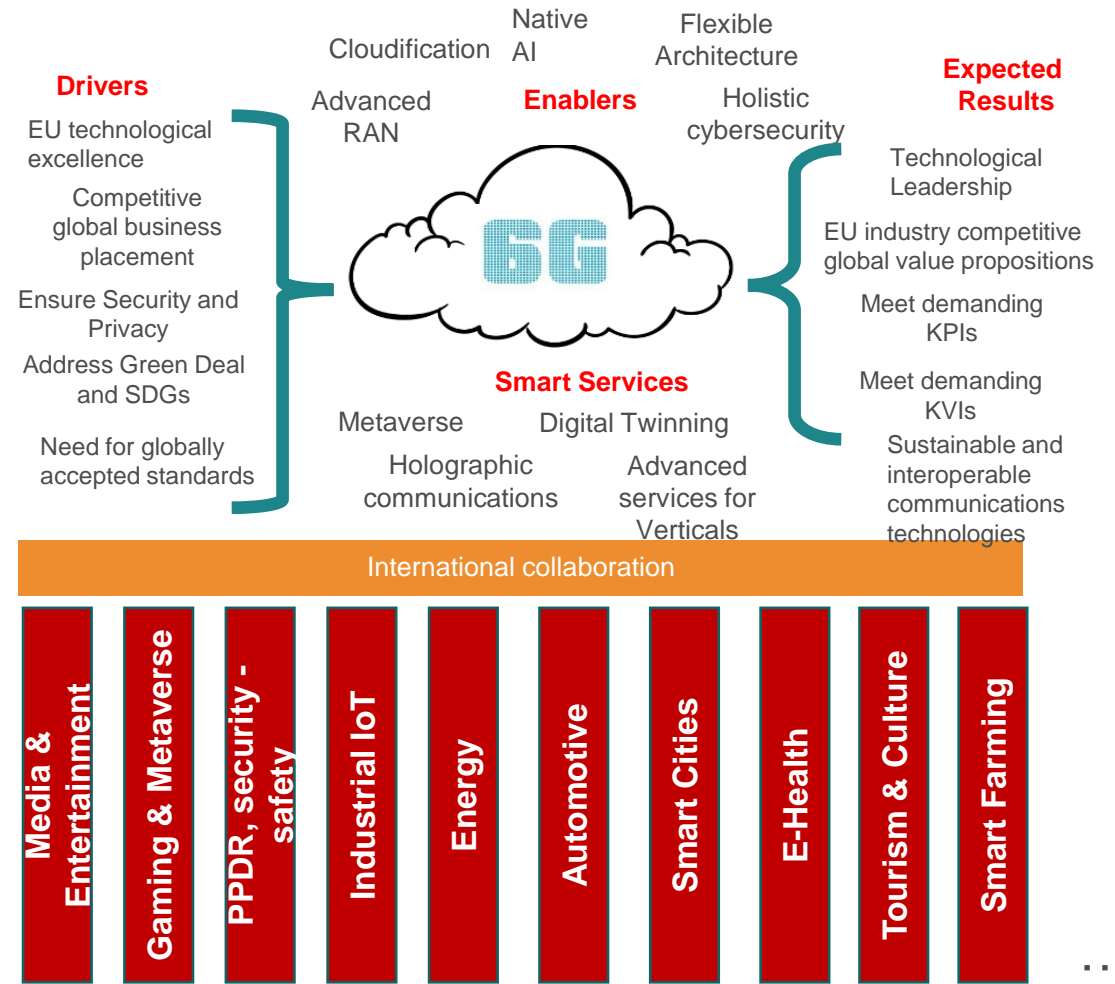 Drivers
EU technological
excellence
Competitive
global business
placement
Ensure Security and
Privacy
Address Green Deal
and SDGs
Need for globally
accepted standards
Cloudification
Native
AI
Flexible
Architecture
Advanced
RAN
Enablers
Holistic
cybersecurity
6G
Smart Services
Metaverse
Digital Twinning
Holographic
communications
Advanced
services for
Verticals
Expected
Results
Technological
Leadership
EU industry competitive
global value propositions
Meet demanding
KPIs
Meet demanding
KVIs
Sustainable and
interoperable
communications
technologies
International collaboration
Media &
Entertainment
Gaming & Metaverse
PPDR, security -
safety
Industrial IoT
Energy
Automotive
Smart Cities
E-Health
Tourism & Culture
Smart Farming
..